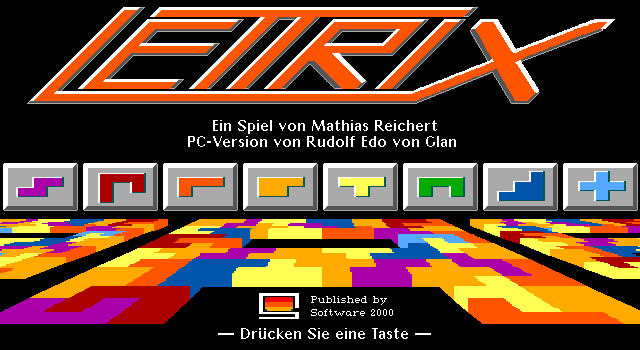 LETTRIX
Ein Spiel von Mathias Reichert
PC-Version von Rudolf Edo von Glan
Published by
Software 2000
— Drücken Sie eine Taste —